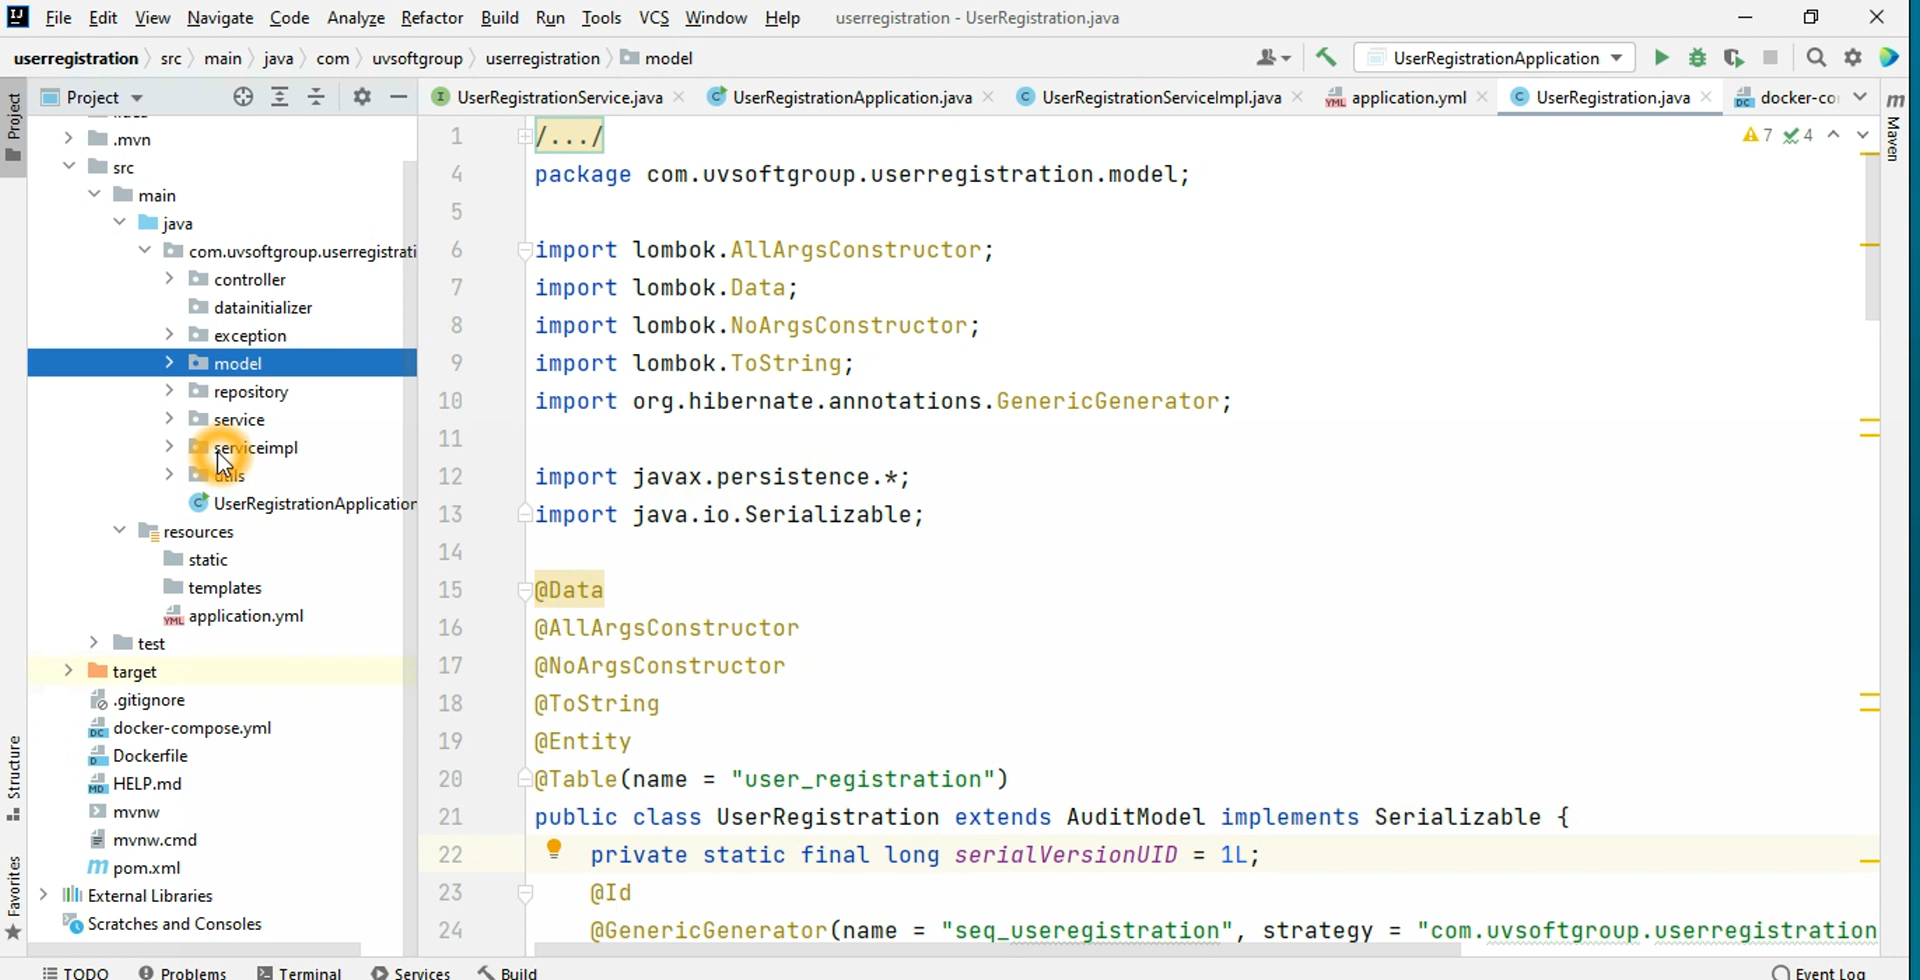 File Edit View Navigate Code Analyze Refactor Build Run Tools VCS Window Help userregistration - UserRegistration.java
userregistration src main java com uvsoftgroup userregistration model UserRegistrationApplication
Project UserRegistrationService.java UserRegistrationApplication.java UserRegistrationServiceImpl.java application.yml UserRegistration.java docker-co
Project
Structure
Favorites
Maven
.mvn
src
main
java
com.uvsoftgroup.userregistrati
controller
datainitializer
exception
model
repository
service
serviceimpl
utils
UserRegistrationApplication
resources
static
templates
application.yml
test
target
.gitignore
docker-compose.yml
Dockerfile
HELP.md
mvnw
mvnw.cmd
pom.xml
External Libraries
Scratches and Consoles
7 4
1 /.../
4 package com.uvsoftgroup.userregistration.model;
5
6 import lombok.AllArgsConstructor;
7 import lombok.Data;
8 import lombok.NoArgsConstructor;
9 import lombok.ToString;
10 import org.hibernate.annotations.GenericGenerator;
11
12 import javax.persistence.*;
13 import java.io.Serializable;
14
15 @Data
16 @AllArgsConstructor
17 @NoArgsConstructor
18 @ToString
19 @Entity
20 @Table(name = "user_registration")
21 public class UserRegistration extends AuditModel implements Serializable {
22 private static final long serialVersionUID = 1L;
23 @Id
24 @GenericGenerator(name = "seq_useregistration", strategy = "com.uvsoftgroup.userregistration
TODO Problems Terminal Services Build Event Log